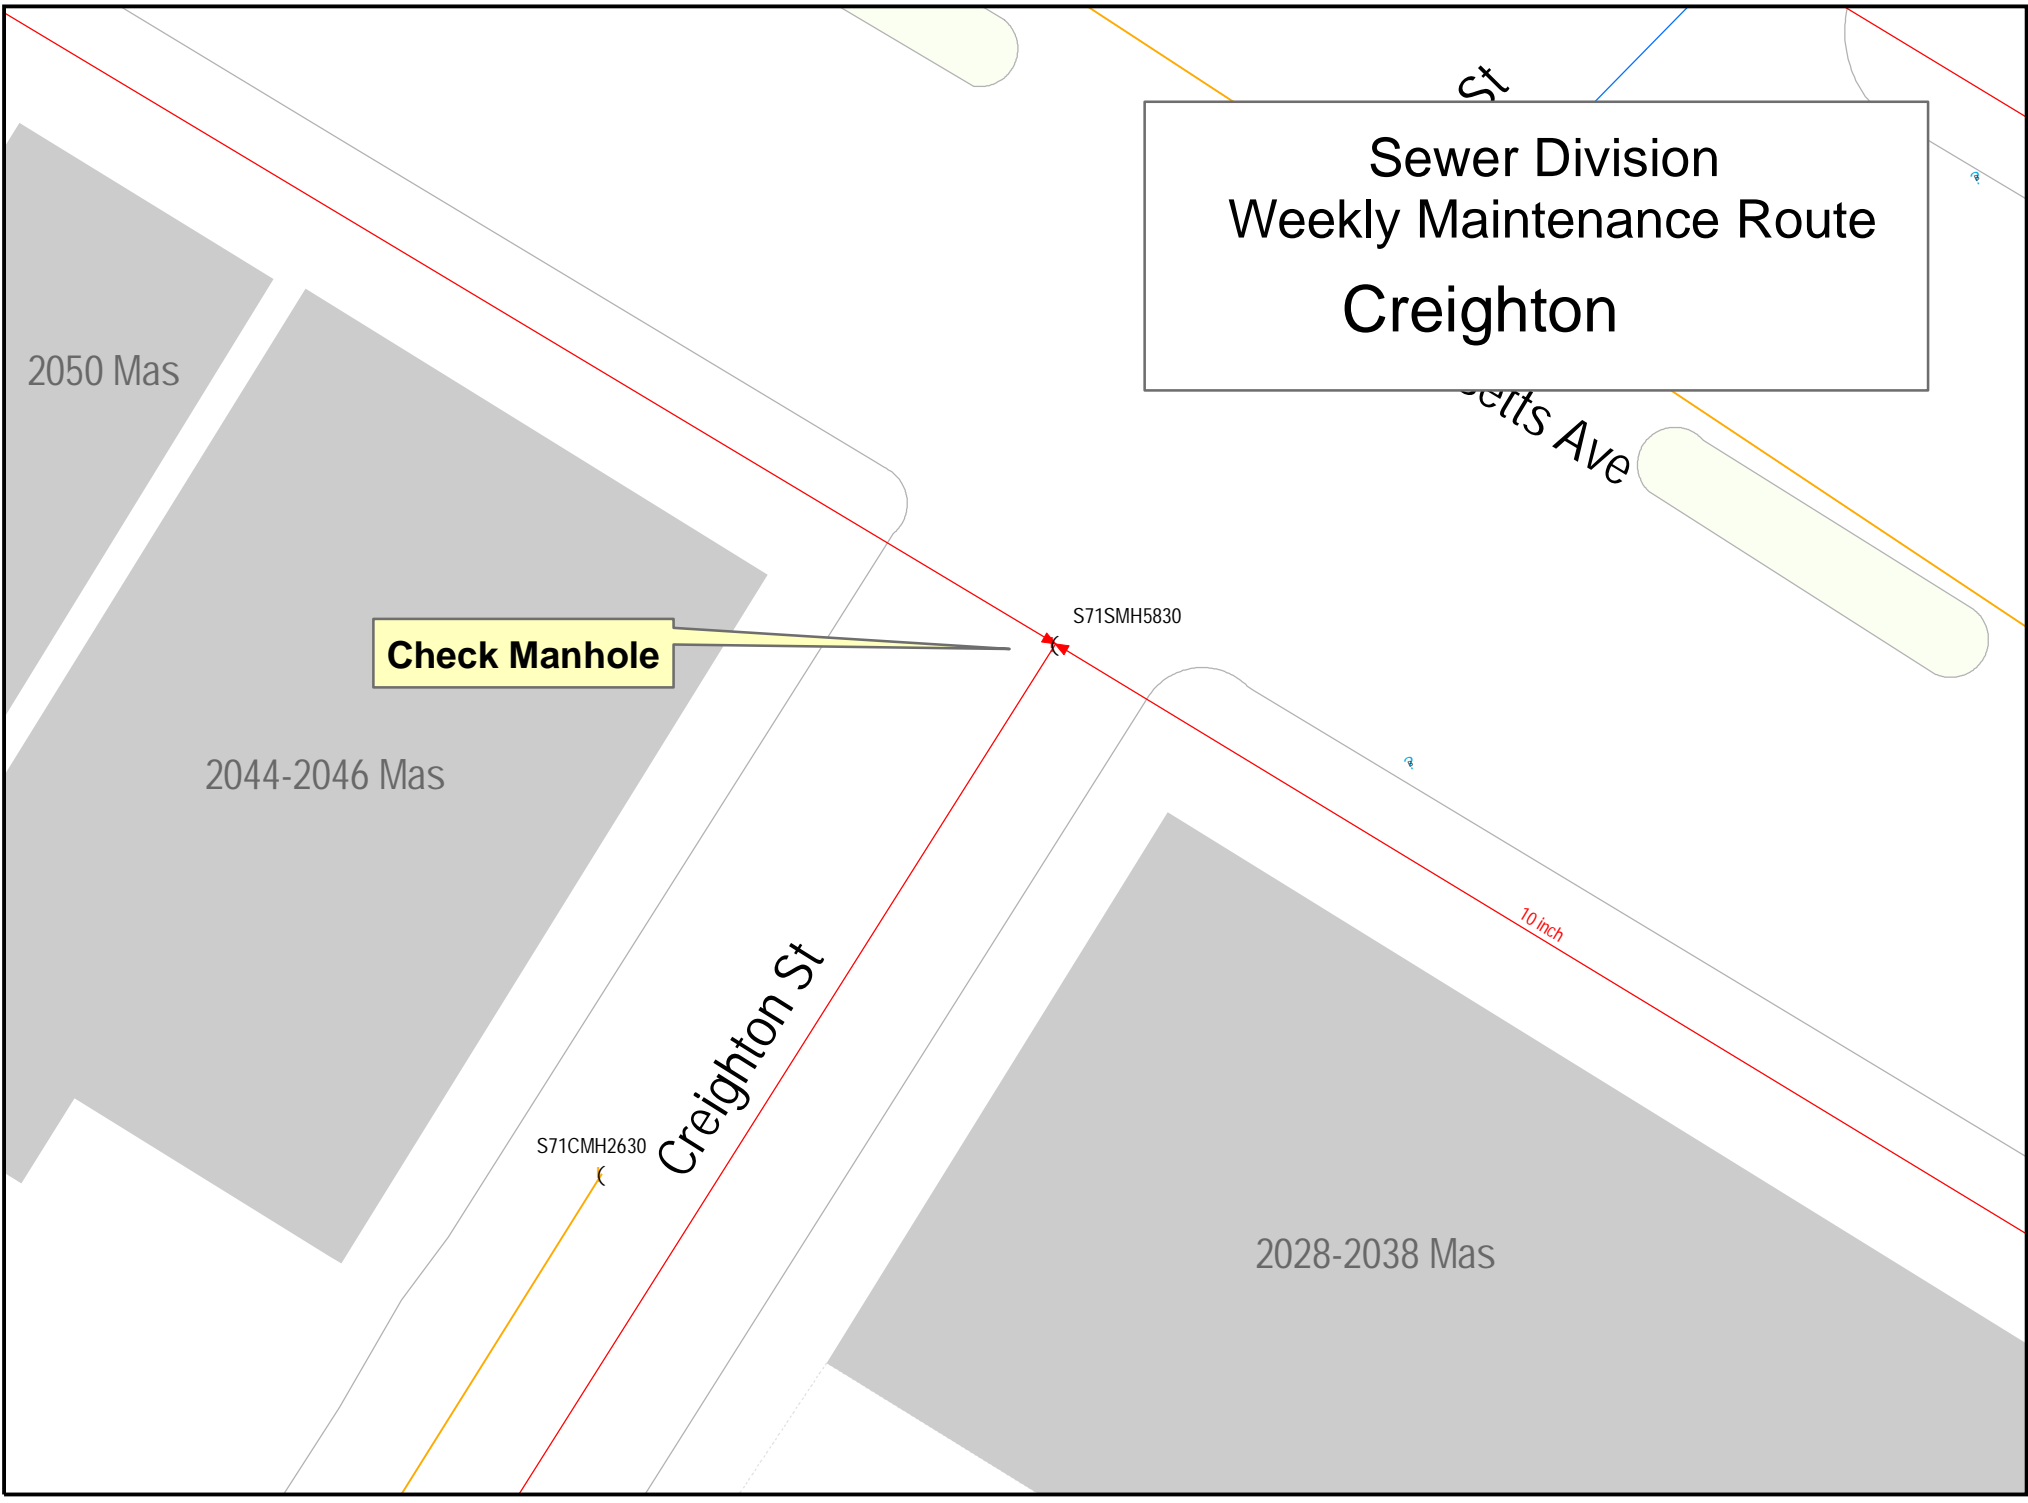 St
Sewer Division
Weekly Maintenance Route
Creighton
setts Ave
2050 Mas
S71SMH5830
Check Manhole
2044-2046 Mas
10 inch
Creighton St
S71CMH2630
2028-2038 Mas